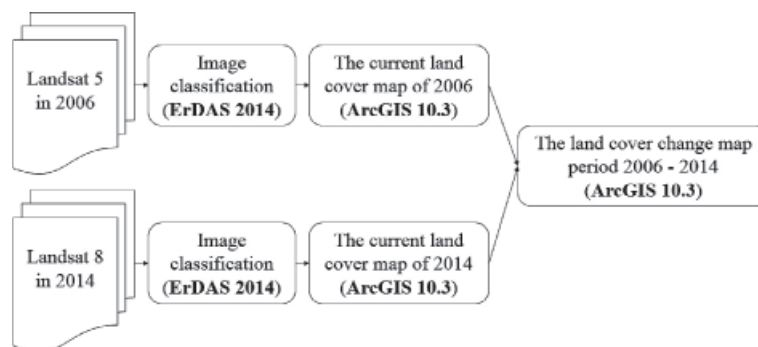 Landsat 5
in 2006
Image
classification
(ErDAS 2014)
The current land
cover map of 2006
(ArcGIS 10.3)
The land cover change map
period 2006 - 2014
(ArcGIS 10.3)
Landsat 8
in 2014
Image
classification
(ErDAS 2014)
The current land
cover map of 2014
(ArcGIS 10.3)